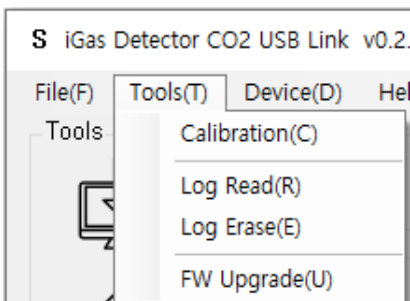 S iGas Detector CO2 USB Link v0.2.
File(F) Tools(T) Device(D)
Tools
Calibration(C)
Log Read(R)
Log Erase(E)
FW Upgrade(U)